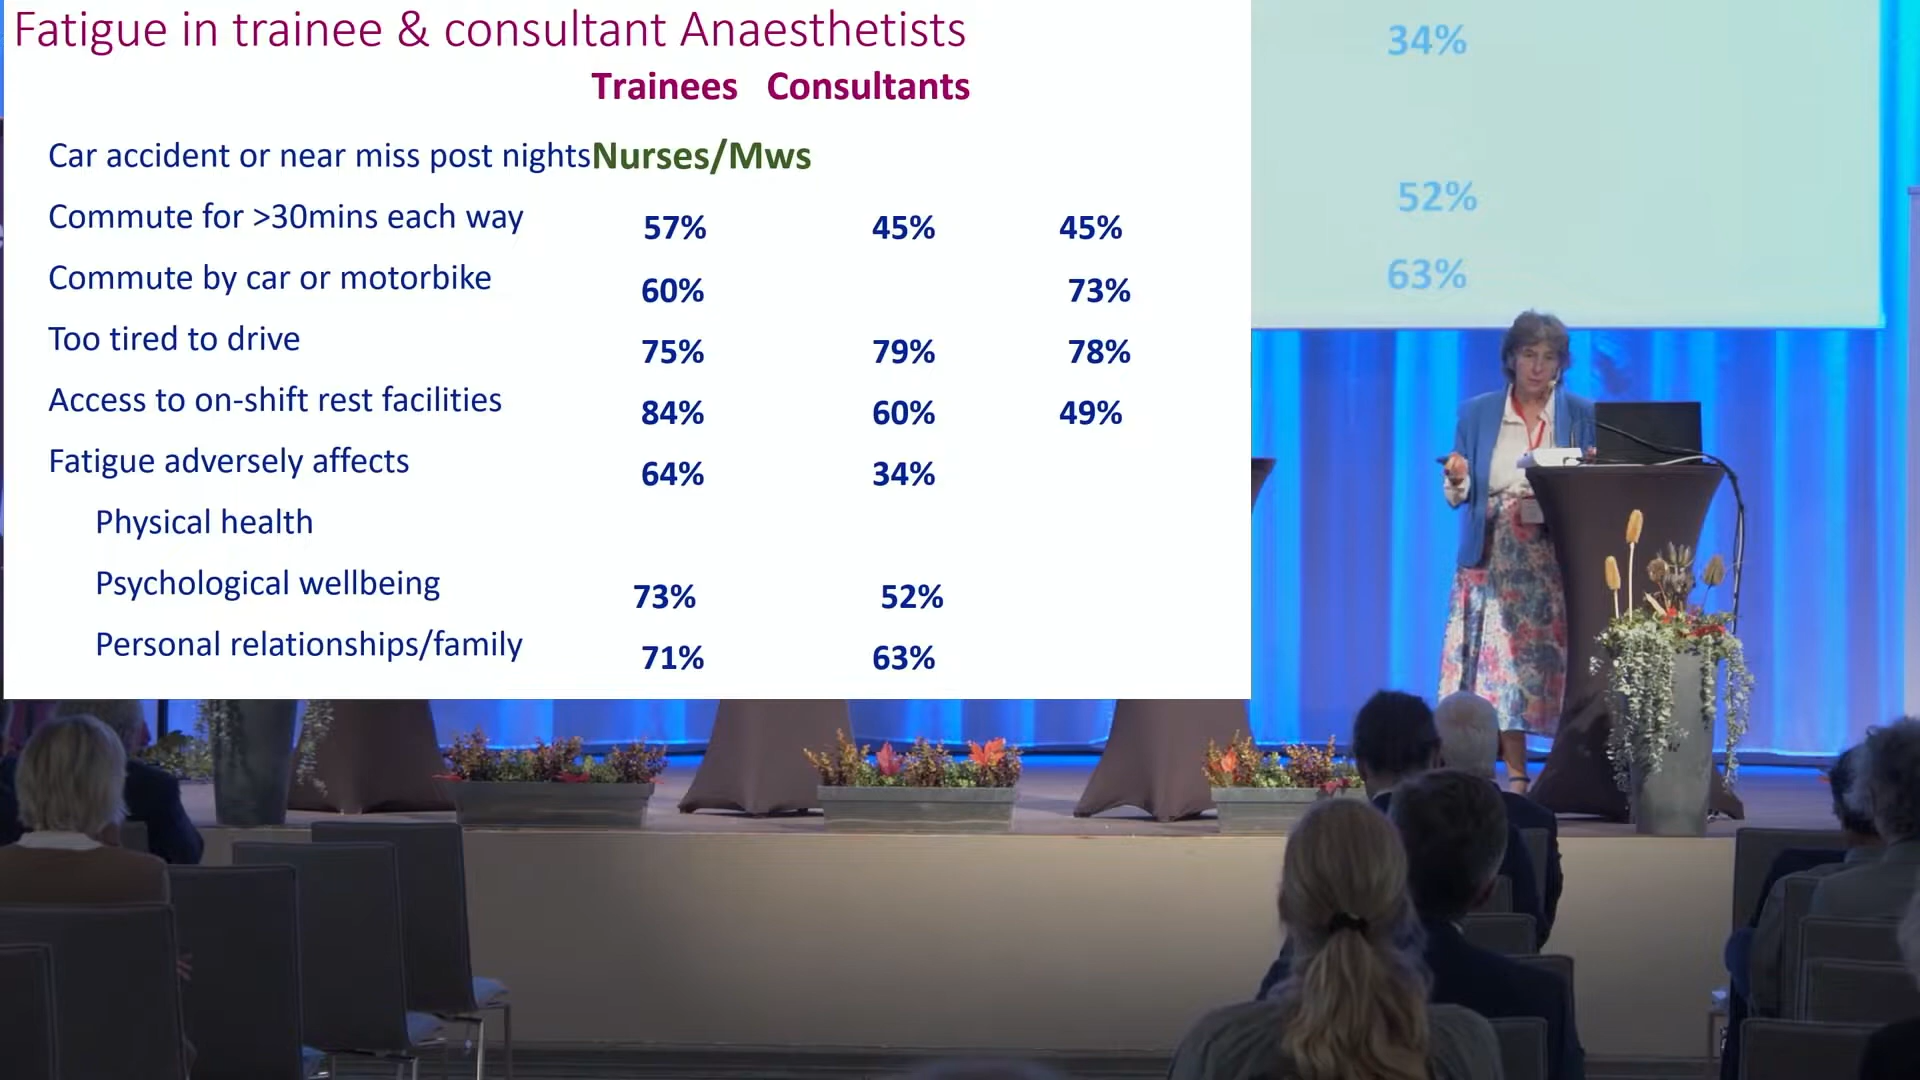 Fatigue in trainee & consultant Anaesthetists
Trainees Consultants
Car accident or near miss post nights Nurses/Mws
Commute for >30mins each way 57% 45% 45%
Commute by car or motorbike 60% 73%
Too tired to drive 75% 79% 78%
Access to on-shift rest facilities 84% 60% 49%
Fatigue adversely affects 64% 34%
Physical health
Psychological wellbeing 73% 52%
Personal relationships/family 71% 63%
34%
52%
63%